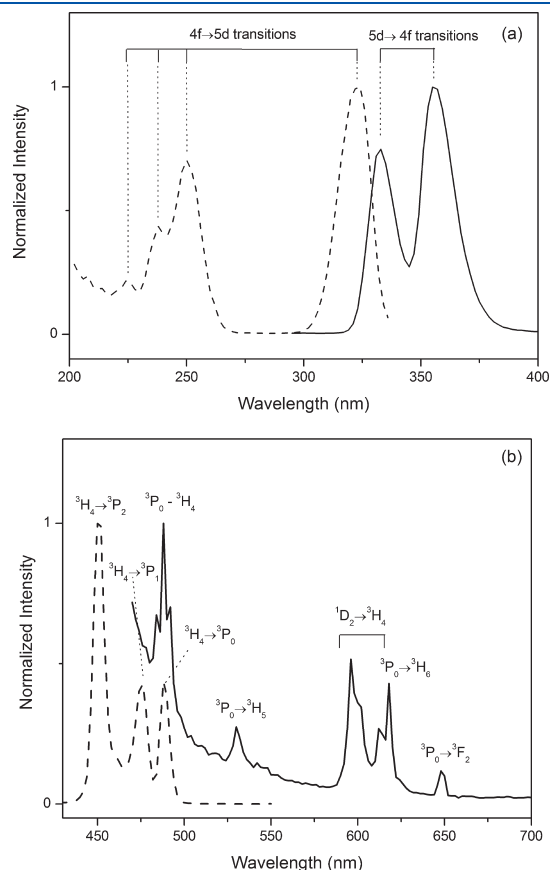 4f→5d transitions
5d→4f transitions
(a)
Normalized Intensity
1
0
200
250
300
350
400
Wavelength (nm)
(b)
³H₄→³P₂
³P₀ - ³H₄
³H₄→³P₁
³H₄→³P₀
¹D₂→³H₄
³P₀→³H₆
³P₀→³H₅
³P₀→³F₂
Normalized Intensity
1
0
450
500
550
600
650
700
Wavelength (nm)